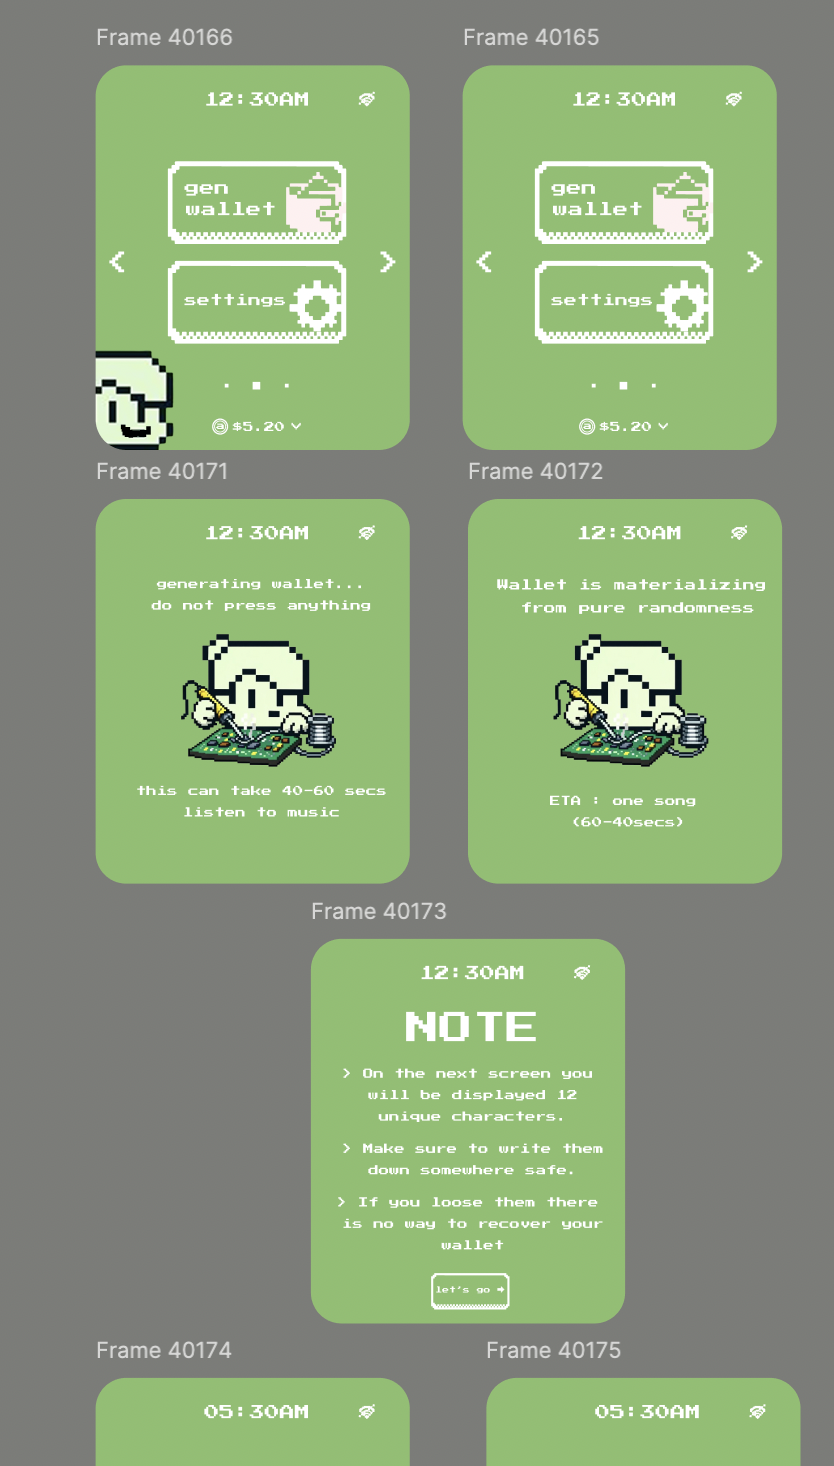 Frame 40166
Frame 40165
12:30AM
12:30AM
gen
wallet
gen
wallet
settings
settings
@$5.20
@$5.20
Frame 40171
Frame 40172
12:30AM
12:30AM
generating wallet...
do not press anything
Wallet is materializing
from pure randomness
this can take 40-60 secs
listen to music
ETA : one song
(60-40secs)
Frame 40173
12:30AM
NOTE
> On the next screen you
will be displayed 12
unique characters.
> Make sure to write them
down somewhere safe.
> If you loose them there
is no way to recover your
wallet
let's go →
Frame 40174
Frame 40175
05:30AM
05:30AM